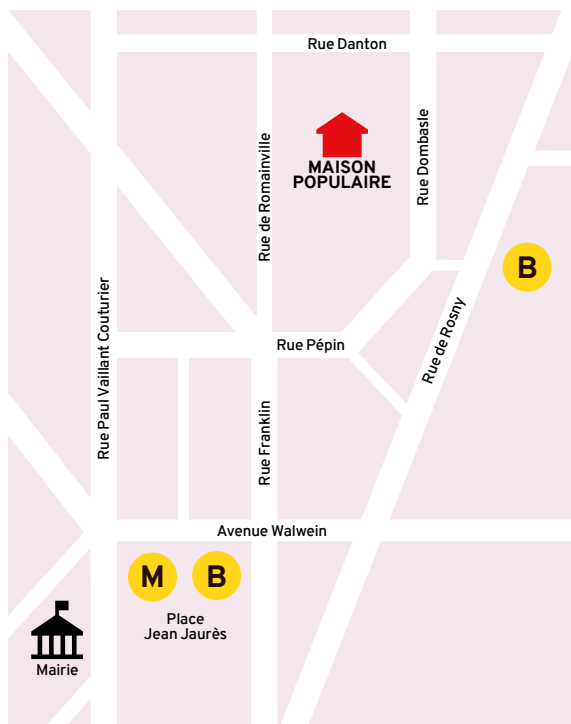 Rue Danton
MAISON
POPULAIRE
Rue Dombasle
Rue de Romainville
B
Rue Paul Vaillant Couturier
Rue de Rosny
Rue Pépin
Rue Franklin
Avenue Walwein
M
B
Place
Jean Jaurès
Mairie